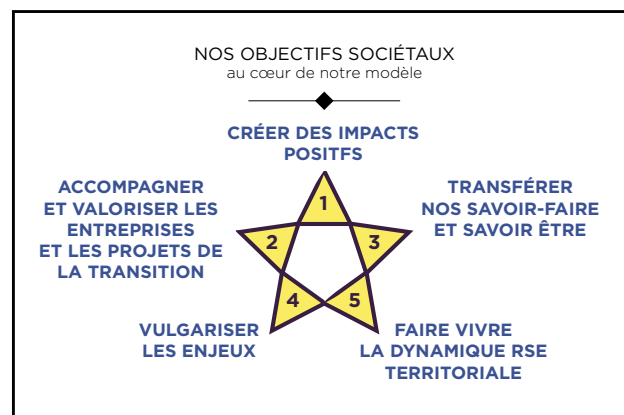 NOS OBJECTIFS SOCIÉTAUX
au cœur de notre modèle
CRÉER DES IMPACTS
POSITFS
1
ACCOMPAGNER
ET VALORISER LES
ENTREPRISES
ET LES PROJETS DE
LA TRANSITION
2
3
TRANSFÉRER
NOS SAVOIR-FAIRE
ET SAVOIR ÊTRE
VULGARISER
LES ENJEUX
4
5
FAIRE VIVRE
LA DYNAMIQUE RSE
TERRITORIALE